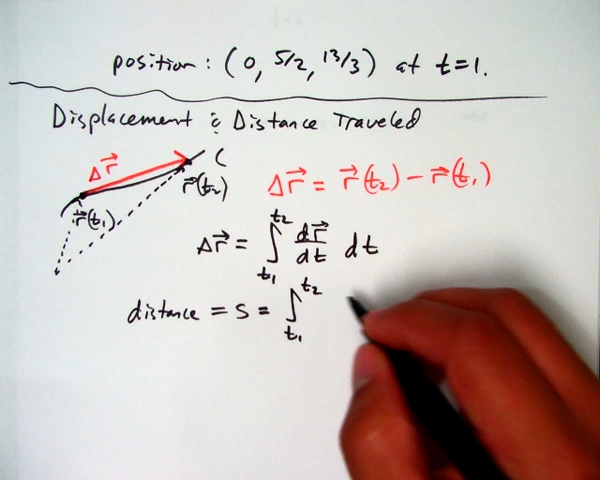 position: (0, 5/2, 13/3) at t=1.
Displacement & Distance Traveled
Δr⃗ C
r⃗(t₂) Δr⃗ = r⃗(t₂) − r⃗(t₁)
r⃗(t₁)
Δr⃗ = ∫_{t₁}^{t₂} dr⃗/dt dt
distance = s = ∫_{t₁}^{t₂}